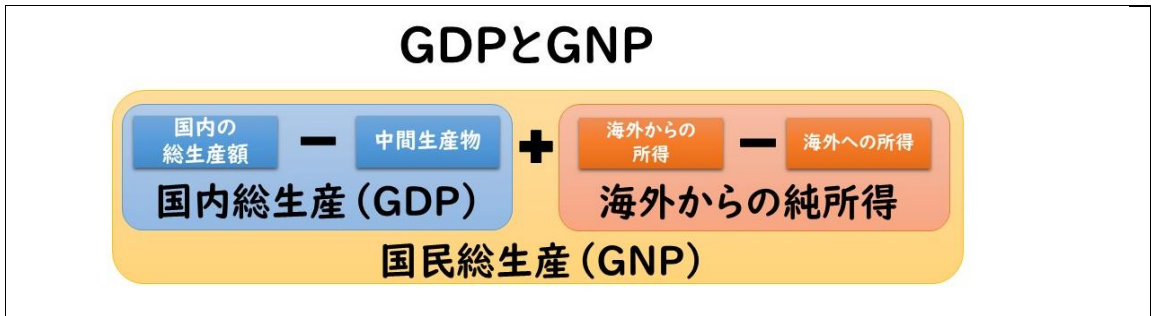 GDPとGNP
国内の
総生産額
ー
中間生産物
+
海外からの
所得
ー
海外への所得
国内総生産(GDP)
海外からの純所得
国民総生産(GNP)